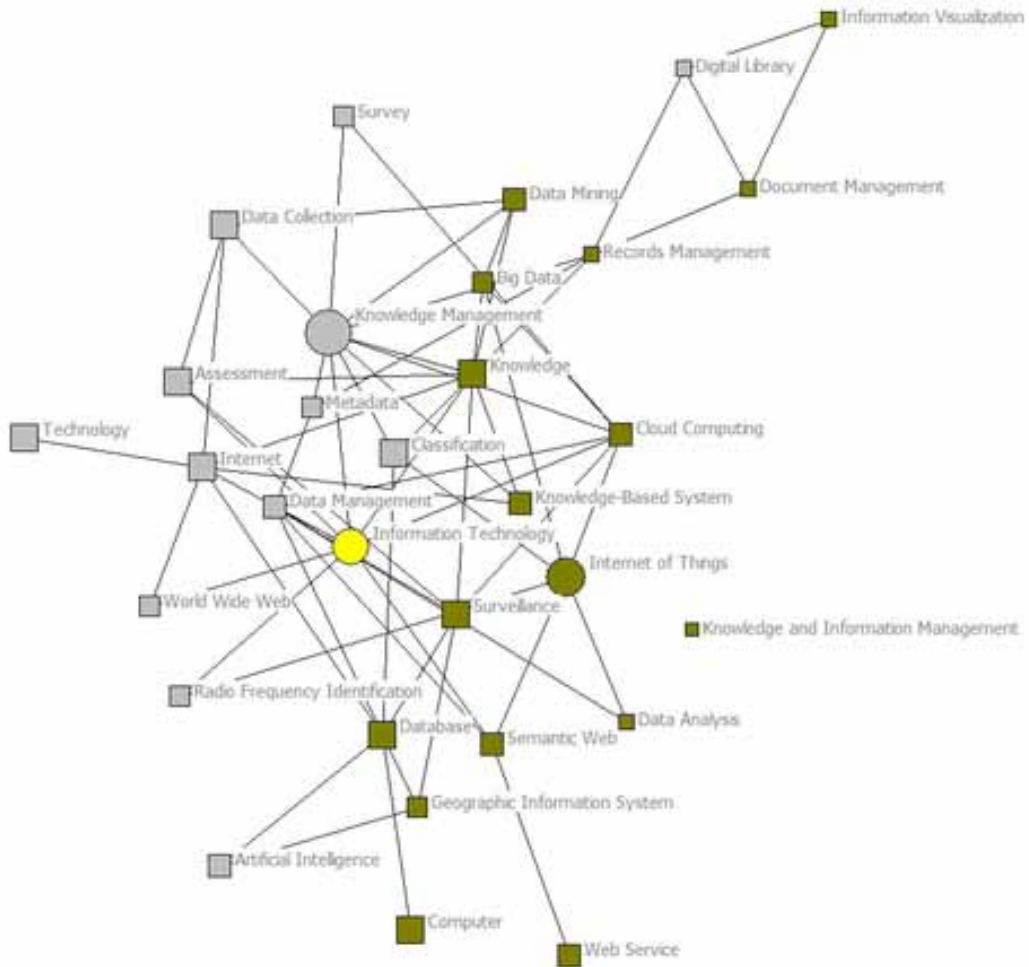 Information Visualization
Digital Library
Survey
Data Mining
Document Management
Data Collection
Records Management
Big Data
Knowledge Management
Knowledge
Assessment
Metadata
Technology
Cloud Computing
Classification
Internet
Knowledge-Based System
Data Management
Information Technology
Internet of Things
World Wide Web
Surveillance
Knowledge and Information Management
Radio Frequency Identification
Data Analysis
Database
Semantic Web
Geographic Information System
Artificial Intelligence
Computer
Web Service